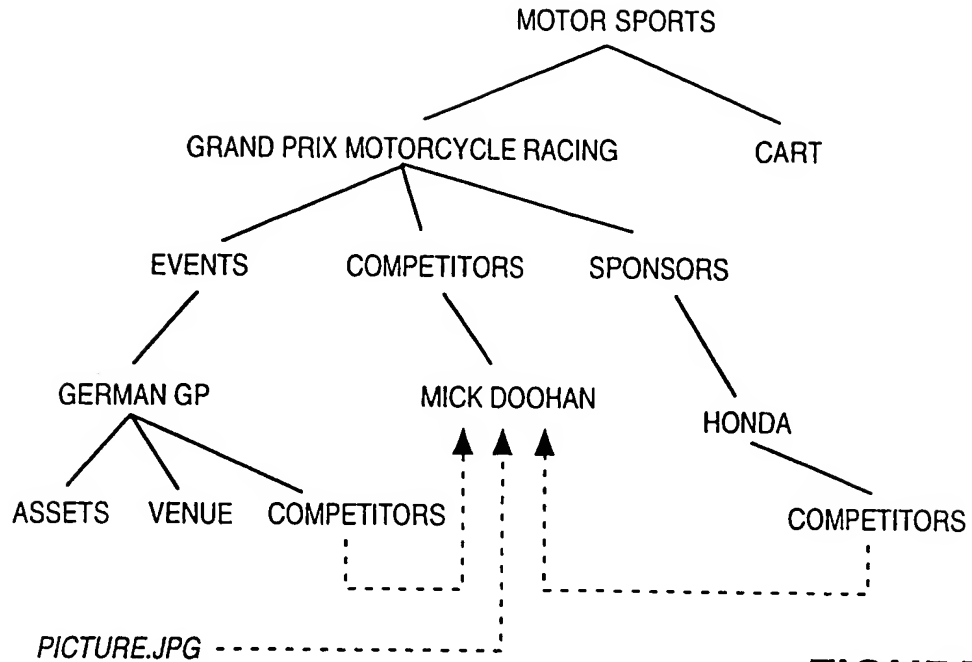 MOTOR SPORTS
GRAND PRIX MOTORCYCLE RACING
CART
EVENTS
COMPETITORS
SPONSORS
GERMAN GP
MICK DOOHAN
HONDA
ASSETS
VENUE
COMPETITORS
COMPETITORS
PICTURE.JPG